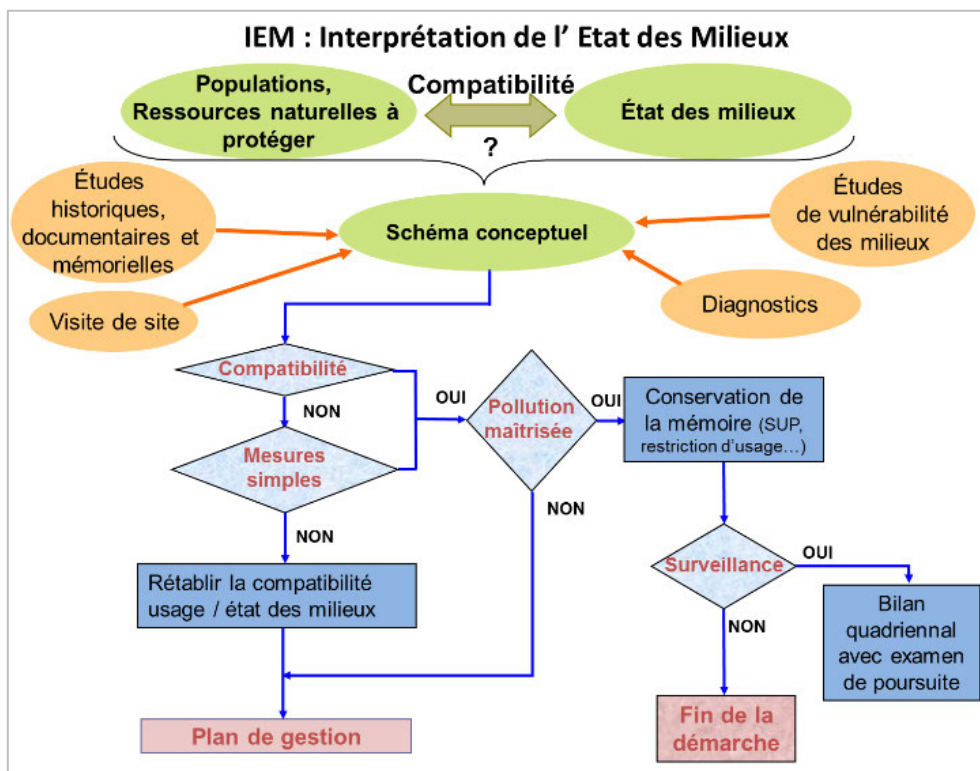 IEM : Interprétation de l' Etat des Milieux
Populations,
Ressources naturelles à
protéger
Compatibilité
?
État des milieux
Études
historiques,
documentaires et
mémorielles
Schéma conceptuel
Études
de vulnérabilité
des milieux
Visite de site
Diagnostics
Compatibilité
NON
OUI
Mesures
simples
NON
Pollution
maîtrisée
OUI
NON
Conservation de
la mémoire (SUP,
restriction d'usage…)
Rétablir la compatibilité
usage / état des milieux
Surveillance
OUI
NON
Bilan
quadriennal
avec examen
de poursuite
Plan de gestion
Fin de la
démarche